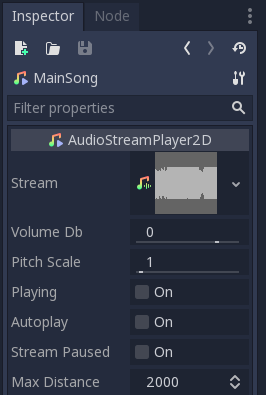 Inspector Node
MainSong
Filter properties
AudioStreamPlayer2D
Stream
Volume Db 0
Pitch Scale 1
Playing On
Autoplay On
Stream Paused On
Max Distance 2000